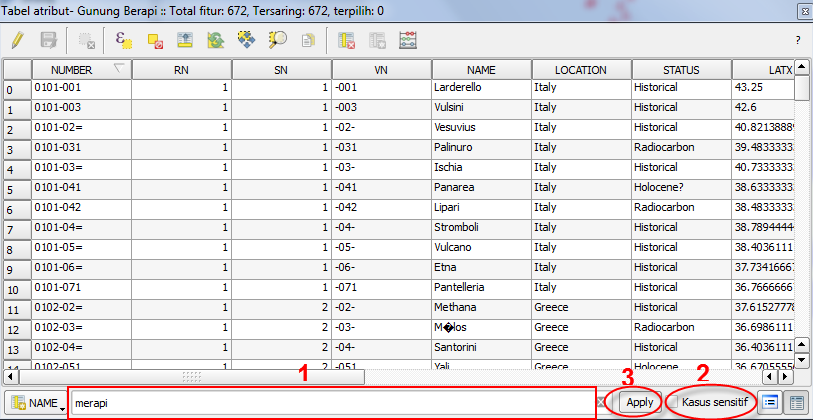 Tabel atribut- Gunung Berapi :: Total fitur: 672, Tersaring: 672, terpilih: 0
?
NUMBER RN SN VN NAME LOCATION STATUS LATX
0 0101-001 1 1 -001 Larderello Italy Historical 43.25
1 0101-003 1 1 -003 Vulsini Italy Historical 42.6
2 0101-02= 1 1 -02- Vesuvius Italy Historical 40.82138889
3 0101-031 1 1 -031 Palinuro Italy Radiocarbon 39.48333333
4 0101-03= 1 1 -03- Ischia Italy Historical 40.73333333
5 0101-041 1 1 -041 Panarea Italy Holocene? 38.63333333
6 0101-042 1 1 -042 Lipari Italy Radiocarbon 38.48333333
7 0101-04= 1 1 -04- Stromboli Italy Historical 38.78944444
8 0101-05= 1 1 -05- Vulcano Italy Historical 38.4036111
9 0101-06= 1 1 -06- Etna Italy Historical 37.73416667
10 0101-071 1 1 -071 Pantelleria Italy Historical 36.76666667
11 0102-02= 1 2 -02- Methana Greece Historical 37.61527778
12 0102-03= 1 2 -03- M�los Greece Radiocarbon 36.6986111
13 0102-04= 1 2 -04- Santorini Greece Historical 36.4036111
14 0102-051 1 2 -051 Yali Greece Holocene 36.6705555
1 3 2
NAME merapi Apply Kasus sensitif